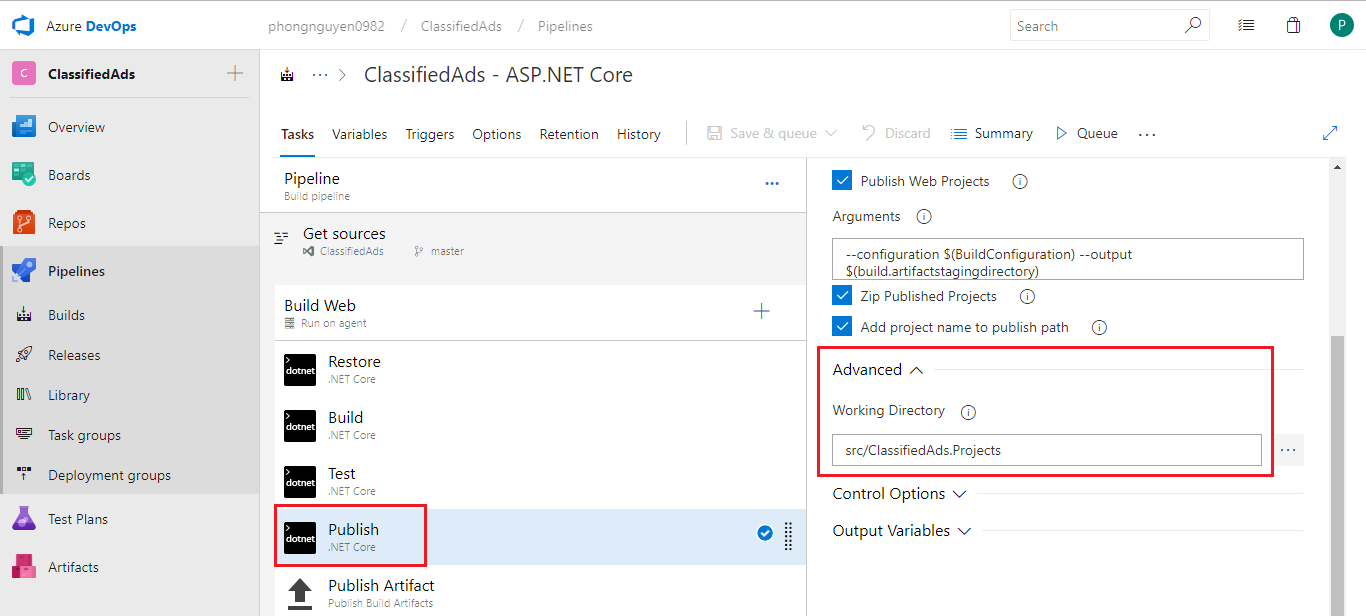 Azure DevOps
phongnguyen0982 / ClassifiedAds / Pipelines
Search
P
C
ClassifiedAds
Overview
Boards
Repos
Pipelines
Builds
Releases
Library
Task groups
Deployment groups
Test Plans
Artifacts
... > ClassifiedAds - ASP.NET Core
Tasks Variables Triggers Options Retention History
Save & queue Discard Summary Queue ...
Pipeline
Build pipeline
...
Get sources
ClassifiedAds master
Build Web
Run on agent
dotnet
Restore
.NET Core
dotnet
Build
.NET Core
dotnet
Test
.NET Core
dotnet
Publish
.NET Core
Publish Artifact
Publish Build Artifacts
Publish Web Projects
Arguments
--configuration $(BuildConfiguration) --output
$(build.artifactstagingdirectory)
Zip Published Projects
Add project name to publish path
Advanced
Working Directory
src/ClassifiedAds.Projects
...
Control Options
Output Variables